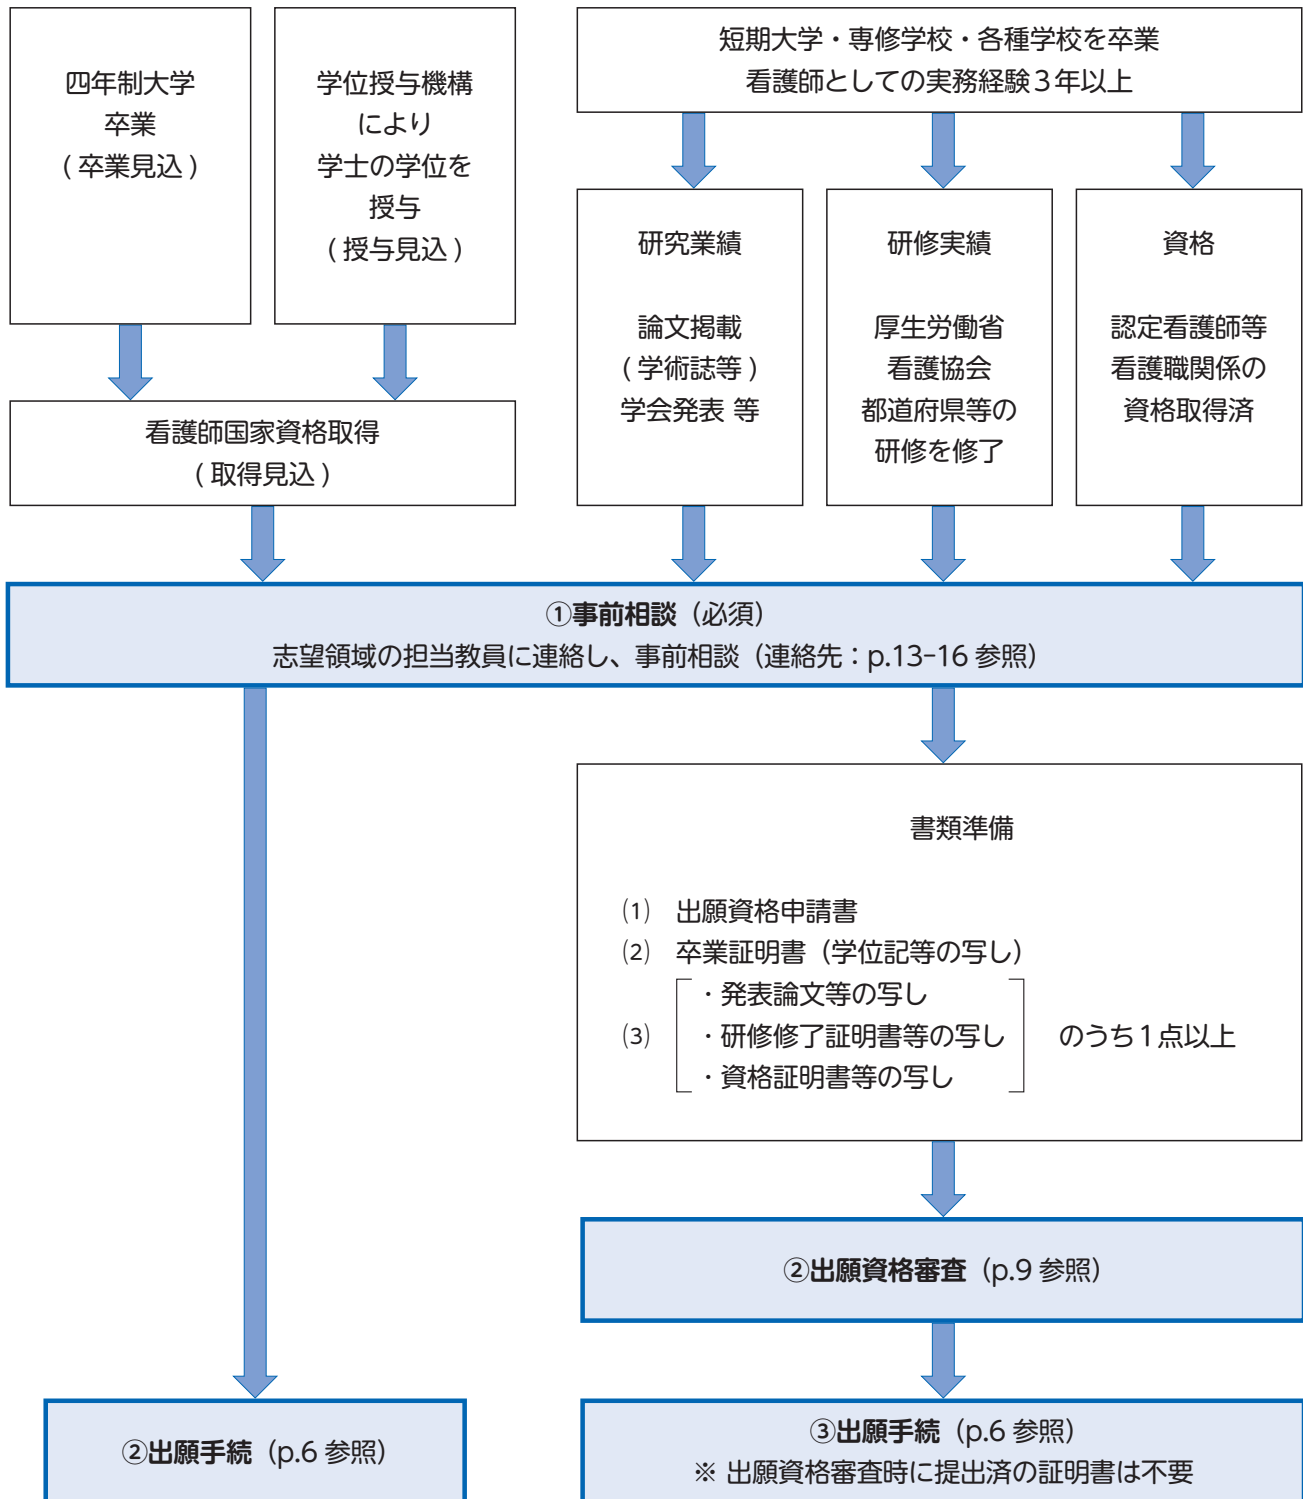 四年制大学
卒業
(卒業見込)
学位授与機構
により
学士の学位を
授与
(授与見込)
短期大学・専修学校・各種学校を卒業
看護師としての実務経験3年以上
研究業績
論文掲載
(学術誌等)
学会発表 等
研修実績
厚生労働省
看護協会
都道府県等の
研修を修了
資格
認定看護師等
看護職関係の
資格取得済
看護師国家資格取得
(取得見込)
①事前相談（必須）
志望領域の担当教員に連絡し、事前相談（連絡先：p.13-16 参照）
書類準備
⑴ 出願資格申請書
⑵ 卒業証明書（学位記等の写し）
・発表論文等の写し
⑶ ・研修修了証明書等の写し のうち1点以上
・資格証明書等の写し
②出願資格審査（p.9 参照）
②出願手続（p.6 参照）
③出願手続（p.6 参照）
※ 出願資格審査時に提出済の証明書は不要